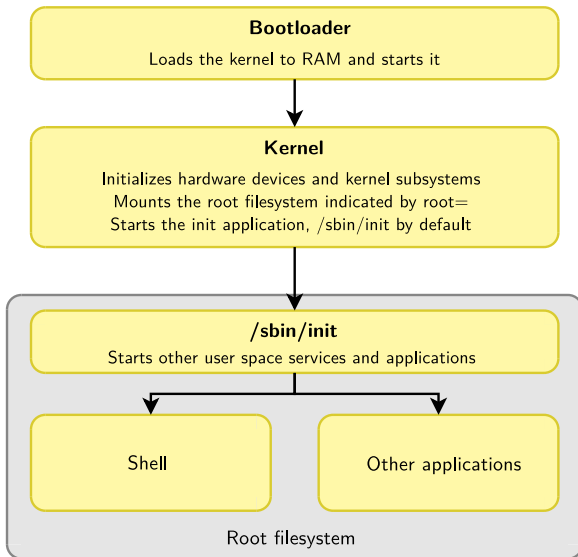 Bootloader
Loads the kernel to RAM and starts it
Kernel
Initializes hardware devices and kernel subsystems
Mounts the root filesystem indicated by root=
Starts the init application, /sbin/init by default
/sbin/init
Starts other user space services and applications
Shell
Other applications
Root filesystem